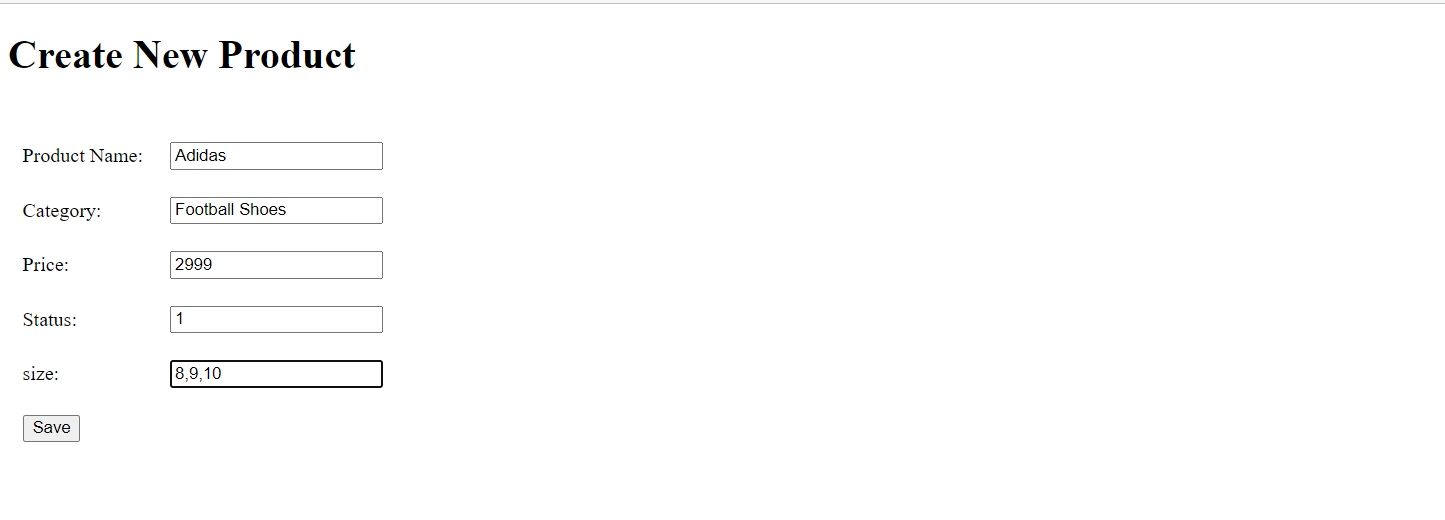 Create New Product
Product Name: Adidas
Category: Football Shoes
Price: 2999
Status: 1
size: 8,9,10
Save